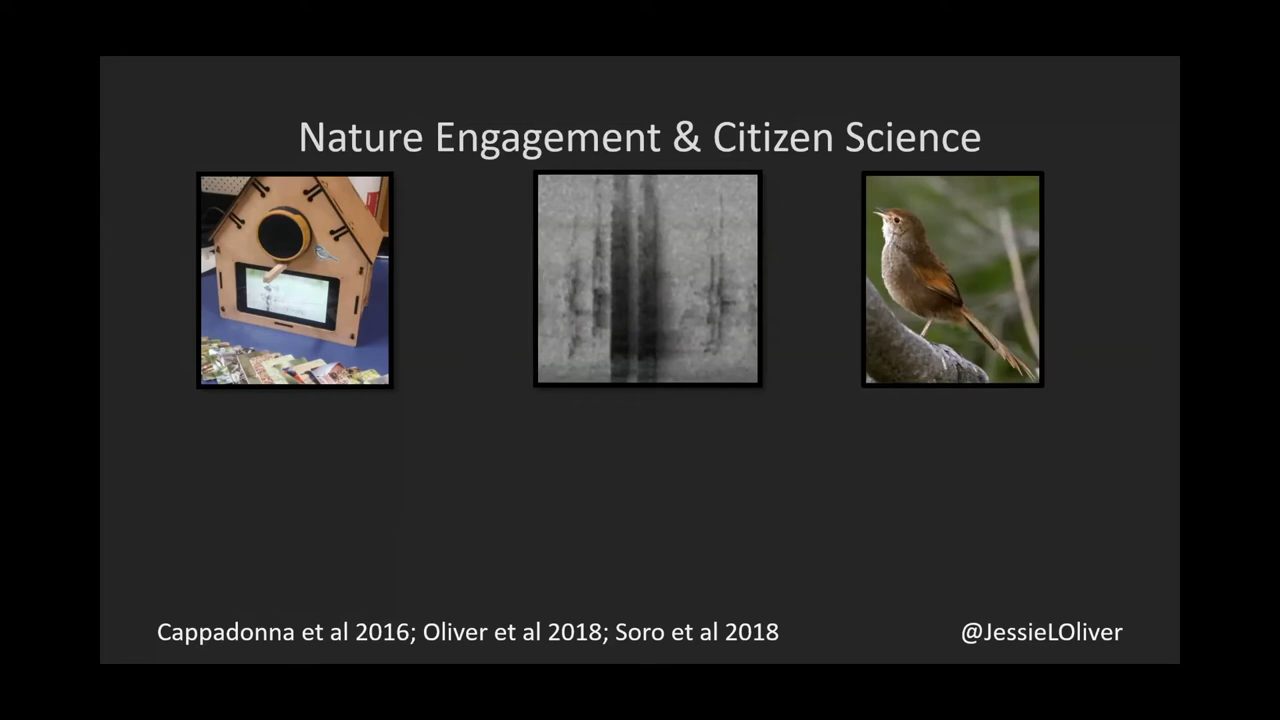 Nature Engagement & Citizen Science
Cappadonna et al 2016; Oliver et al 2018; Soro et al 2018
@JessieLOliver